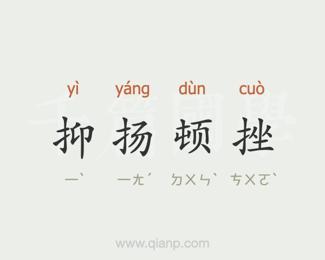 yì yáng dùn cuò
抑扬顿挫
ㄧˋ ㄧㄤˊ ㄉㄨㄣˋ ㄘㄨㄛˋ
www.qianp.com